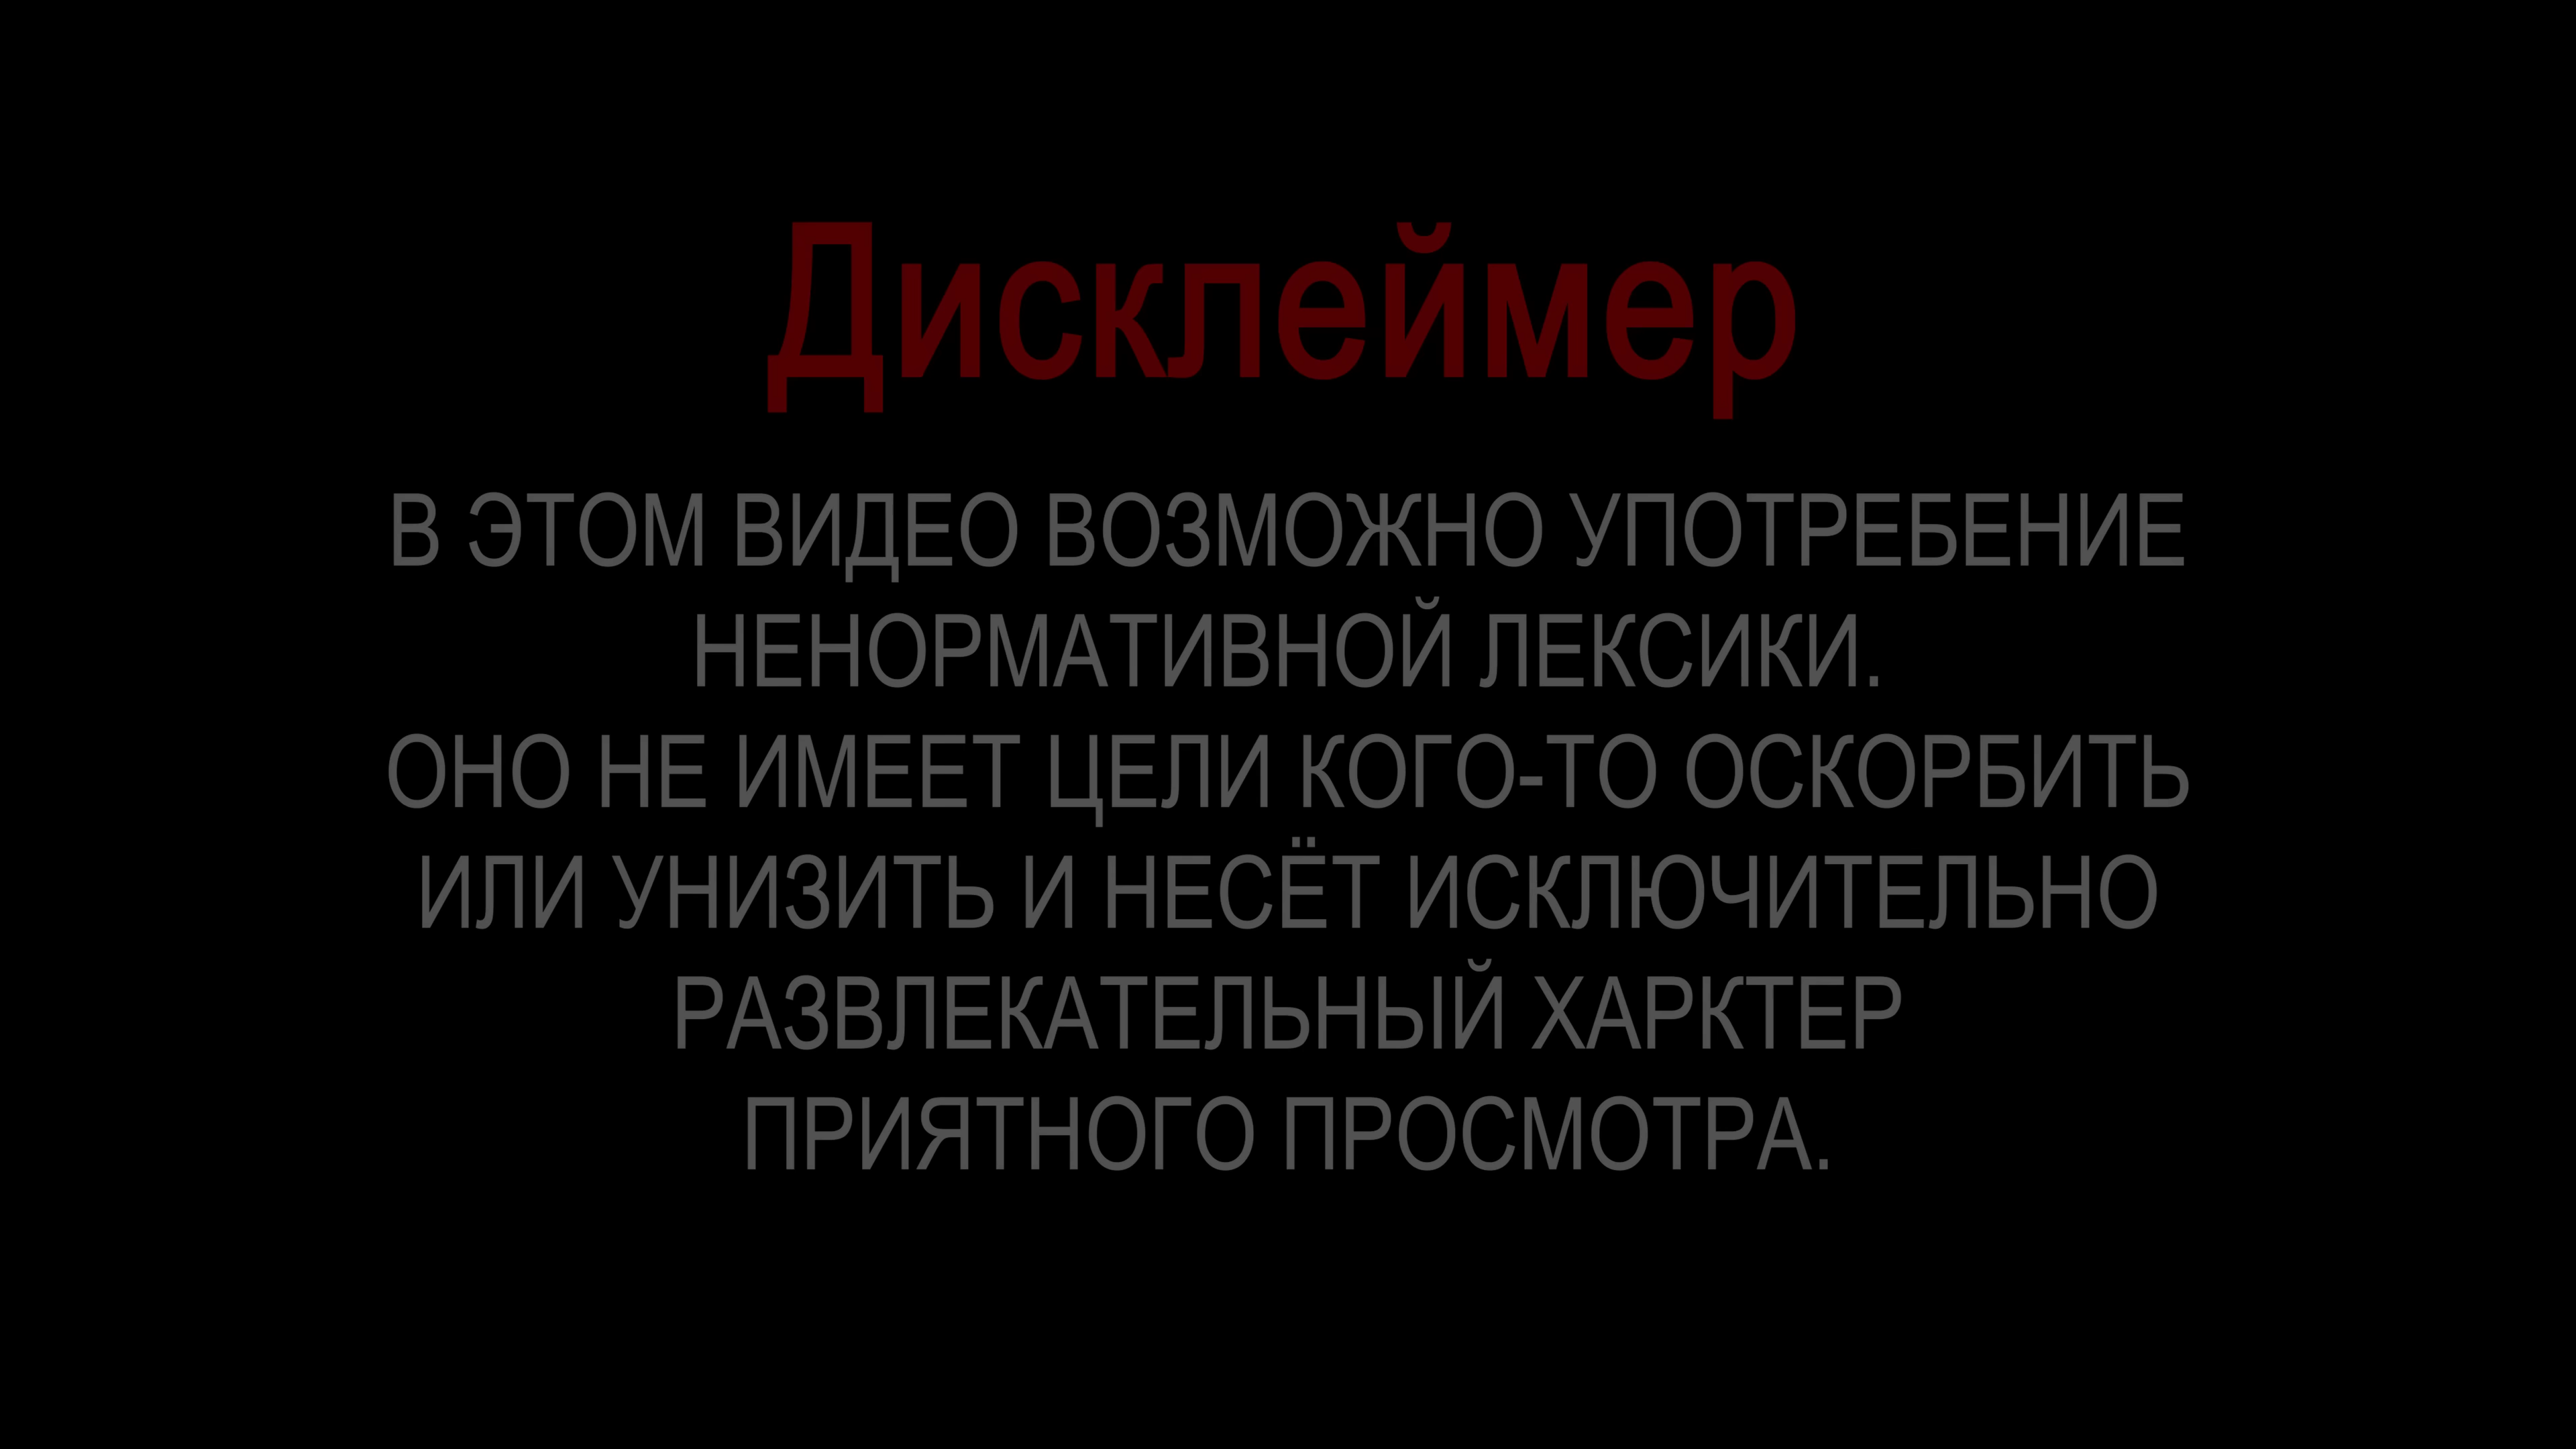 Дисклеймер
В ЭТОМ ВИДЕО ВОЗМОЖНО УПОТРЕБЕНИЕ
НЕНОРМАТИВНОЙ ЛЕКСИКИ.
ОНО НЕ ИМЕЕТ ЦЕЛИ КОГО-ТО ОСКОРБИТЬ
ИЛИ УНИЗИТЬ И НЕСЁТ ИСКЛЮЧИТЕЛЬНО
РАЗВЛЕКАТЕЛЬНЫЙ ХАРКТЕР
ПРИЯТНОГО ПРОСМОТРА.